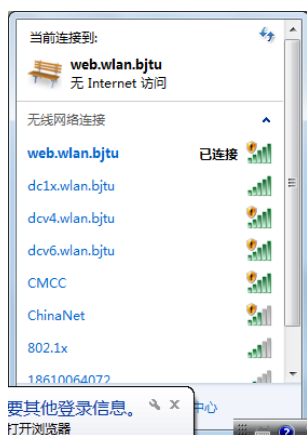 当前连接到:
web.wlan.bjtu
无 Internet 访问
无线网络连接
web.wlan.bjtu 已连接
dc1x.wlan.bjtu
dcv4.wlan.bjtu
dcv6.wlan.bjtu
CMCC
ChinaNet
802.1x
18610064072
中心
要其他登录信息。
打开浏览器